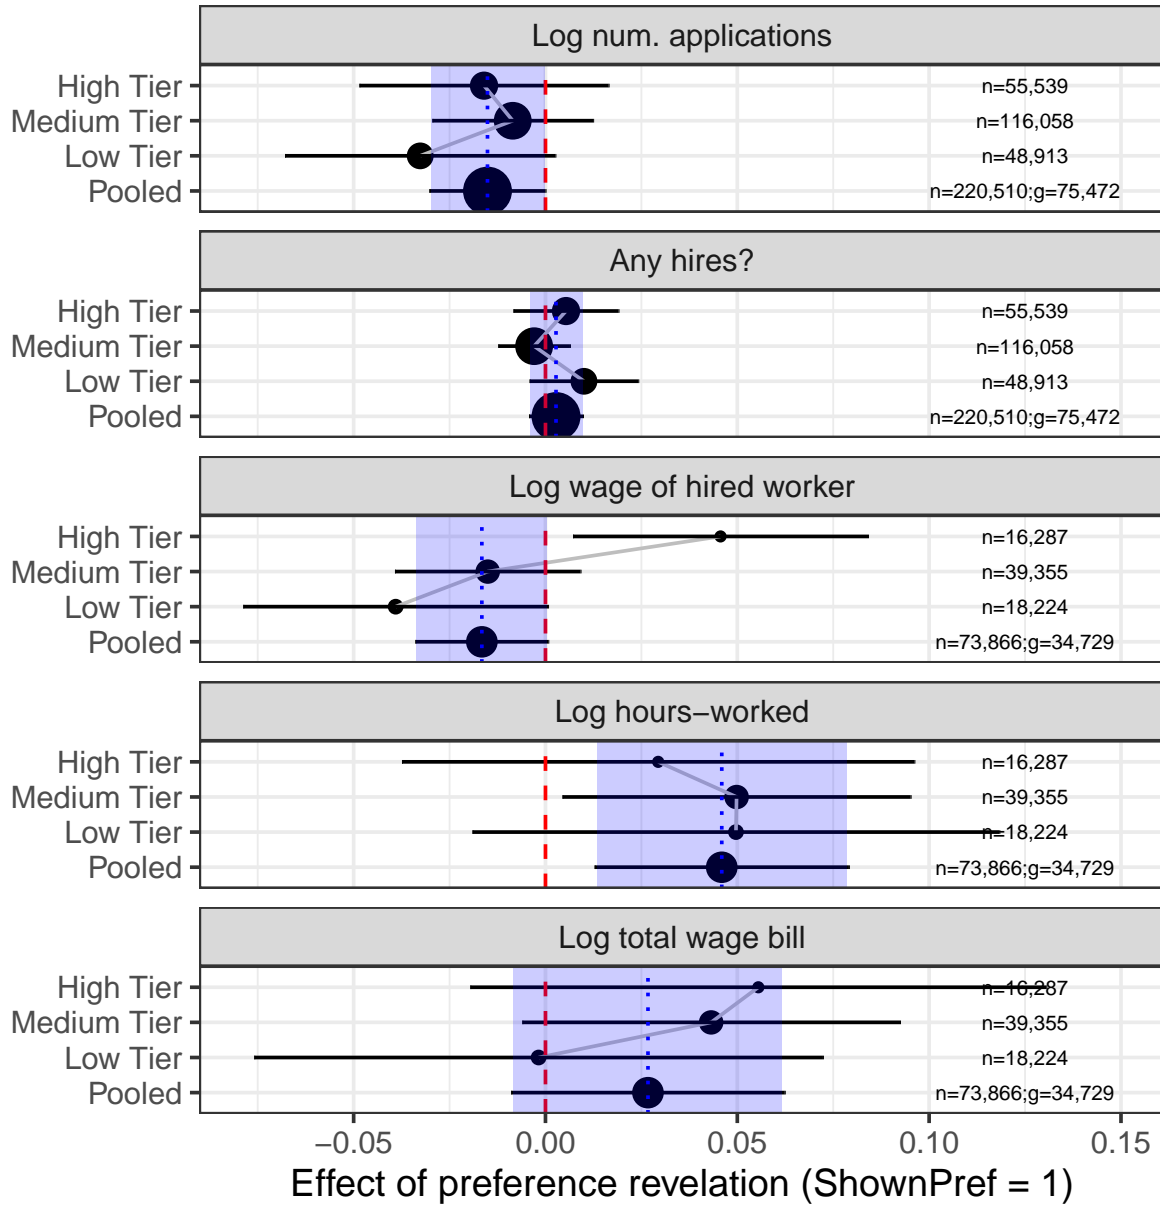 Log num. applications
High Tier n=55,539
Medium Tier n=116,058
Low Tier n=48,913
Pooled n=220,510;g=75,472
Any hires?
High Tier n=55,539
Medium Tier n=116,058
Low Tier n=48,913
Pooled n=220,510;g=75,472
Log wage of hired worker
High Tier n=16,287
Medium Tier n=39,355
Low Tier n=18,224
Pooled n=73,866;g=34,729
Log hours−worked
High Tier n=16,287
Medium Tier n=39,355
Low Tier n=18,224
Pooled n=73,866;g=34,729
Log total wage bill
High Tier n=16,287
Medium Tier n=39,355
Low Tier n=18,224
Pooled n=73,866;g=34,729
−0.05 0.00 0.05 0.10 0.15
Effect of preference revelation (ShownPref = 1)